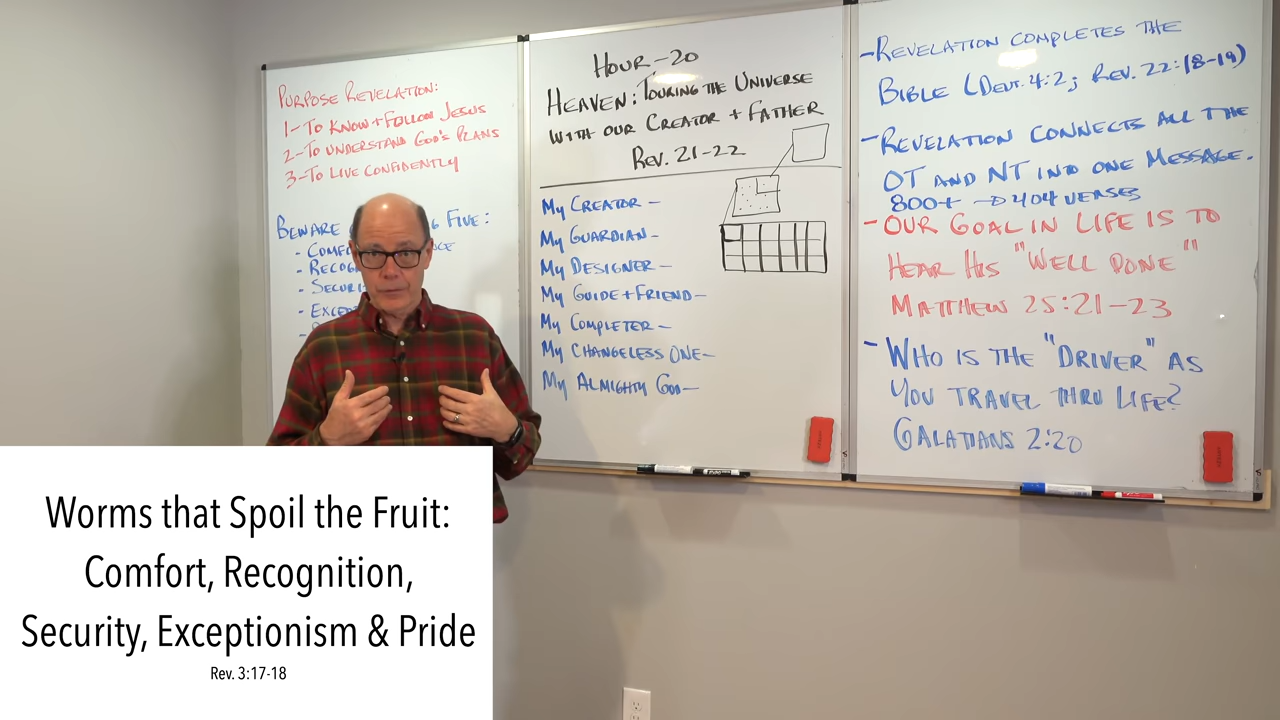 Purpose Revelation:
1- To Know + Follow Jesus
2- To Understand God's Plans
3- To Live Confidently
Beware
Five:
- Comfo
- Recog
- Securi
- Excep
Hour-20
Heaven: Touring the Universe
with our Creator + Father
Rev. 21-22
My Creator -
My Guardian -
My Designer -
My Guide + Friend -
My Completer -
My Changeless One -
My Almighty God -
- Revelation completes the
Bible (Deut. 4:2; Rev. 22:18-19)
- Revelation connects all the
OT and NT into one Message.
800+ → 404 verses
- Our Goal in Life is to
Hear His "Well Done"
Matthew 25:21-23
- Who is the "Driver" as
you travel thru life?
Galatians 2:20
Worms that Spoil the Fruit:
Comfort, Recognition,
Security, Exceptionism & Pride
Rev. 3:17-18